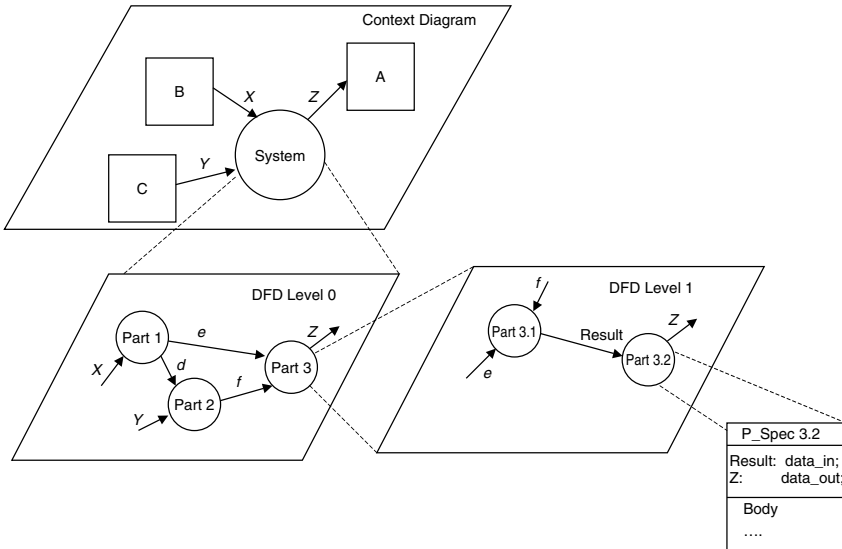 Context Diagram
A
B
X
Z
System
Y
C
DFD Level 0
DFD Level 1
Part 1
e
Z
d
Part 3
X
f
Part 2
Y
f
Part 3.1
Result
Z
Part 3.2
e
P_Spec 3.2
Result: data_in;
Z: data_out;
Body
....